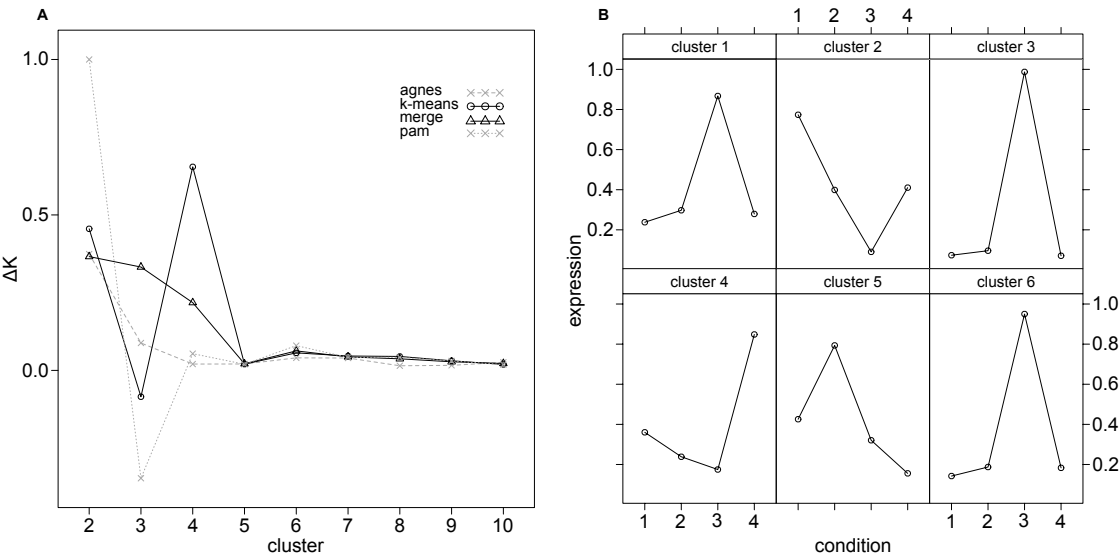 A
1.0
0.5
0.0
ΔK
agnes
k-means
merge
pam
2 3 4 5 6 7 8 9 10
cluster
B
1 2 3 4
cluster 1 cluster 2 cluster 3
1.0
0.8
0.6
0.4
0.2
expression
cluster 4 cluster 5 cluster 6
1.0
0.8
0.6
0.4
0.2
1 2 3 4 1 2 3 4
condition